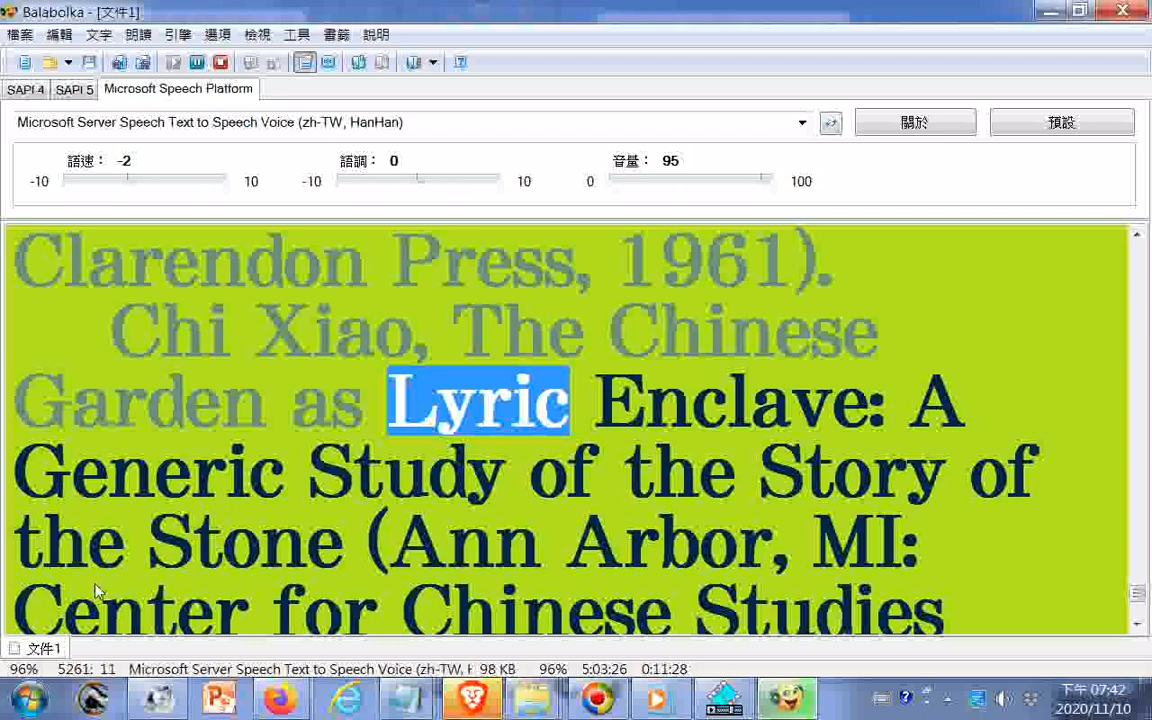 Balabolka - [文件1]
檔案 編輯 文字 朗讀 引擎 選項 檢視 工具 書籤 說明
SAPI 4 SAPI 5 Microsoft Speech Platform
Microsoft Server Speech Text to Speech Voice (zh-TW, HanHan) 關於 預設
語速： -2 語調： 0 音量： 95
-10 10 -10 10 0 100
Clarendon Press, 1961).
Chi Xiao, The Chinese
Garden as Lyric Enclave: A
Generic Study of the Story of
the Stone (Ann Arbor, MI:
Center for Chinese Studies
文件1
96% 5261: 11 Microsoft Server Speech Text to Speech Voice (zh-TW, 98 KB 96% 5:03:26 0:11:28
下午 07:42
2020/11/10